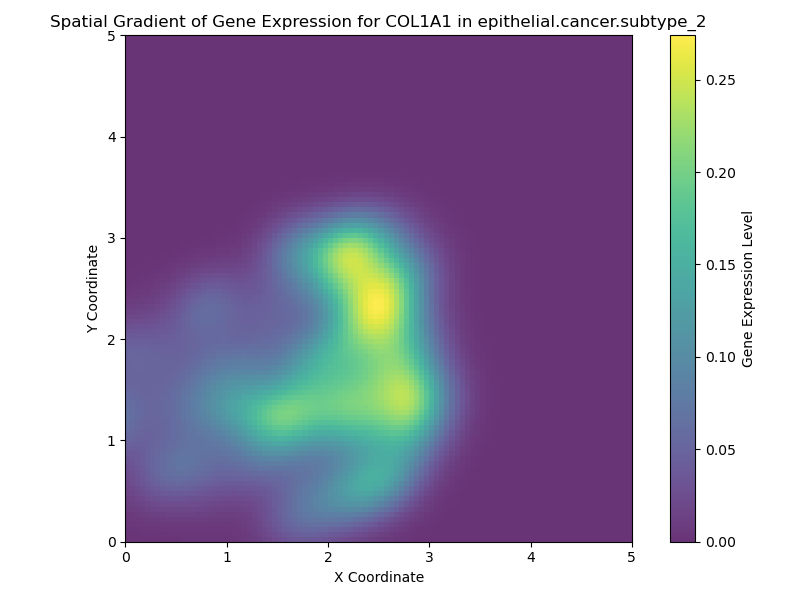 Spatial Gradient of Gene Expression for COL1A1 in epithelial.cancer.subtype_2
5
4
3
2
1
0
Y Coordinate
0 1 2 3 4 5
X Coordinate
0.25
0.20
0.15
0.10
0.05
0.00
Gene Expression Level